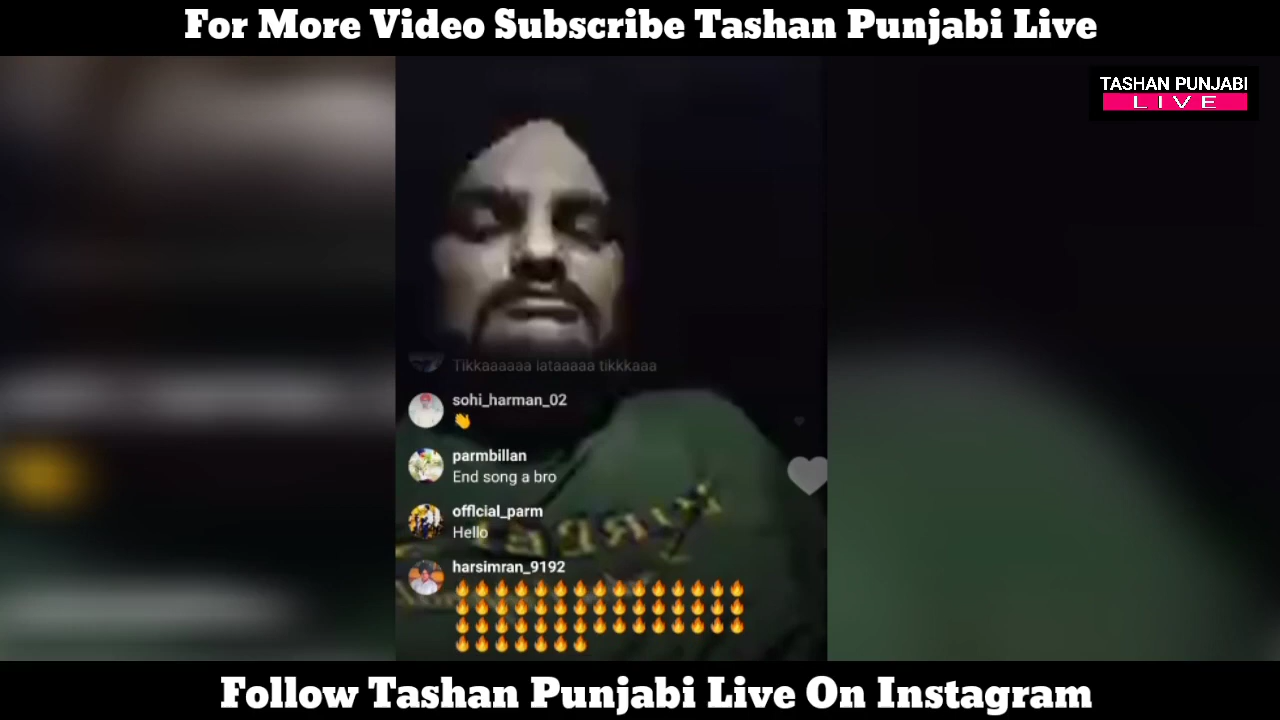 For More Video Subscribe Tashan Punjabi Live
TASHAN PUNJABI
LIVE
Tikkaaaaaa lataaaaa tikkkaaa
sohi_harman_02
👏
parmbillan
End song a bro
offlcial_parm
Hello
harsimran_9192
🔥🔥🔥🔥🔥🔥🔥🔥🔥🔥🔥🔥🔥🔥🔥
🔥🔥🔥🔥🔥🔥🔥🔥🔥🔥🔥🔥🔥🔥🔥
🔥🔥🔥🔥🔥🔥🔥🔥🔥🔥🔥🔥🔥🔥🔥
🔥🔥🔥🔥🔥🔥🔥
Follow Tashan Punjabi Live On Instagram